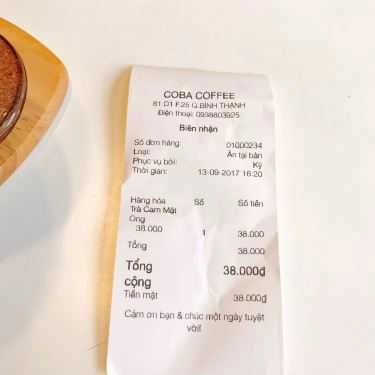 COBA COFFEE
81 D1 F.25 Q.BÌNH THẠNH
Điện thoại: 0938803925
Biên nhận
Số đơn hàng 01000234
Loại: Ăn tại bàn
Phục vụ bởi: Ký
Thời gian: 13-09-2017 16:20
Hàng hóa Số Số tiền
Trà Cam Mật
Ong
38.000 1 38.000
Tổng 38.000
Tổng 38.000₫
cộng
Tiền mặt 38.000₫
Cảm ơn bạn & chúc một ngày tuyệt
vời!